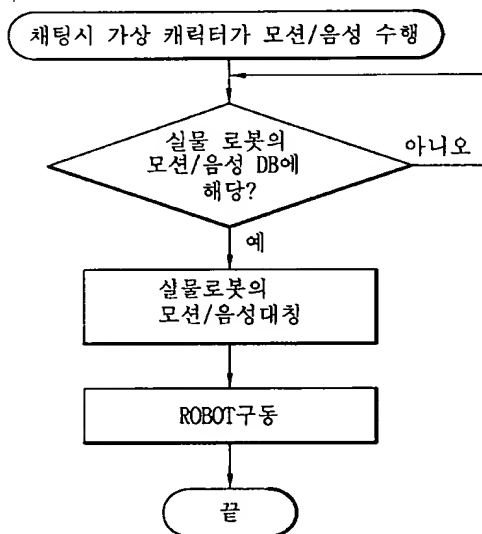 채팅시 가상 캐릭터가 모션/음성 수행
실물 로봇의
모션/음성 DB에
해당?
아니오
예
실물로봇의
모션/음성대칭
ROBOT구동
끝